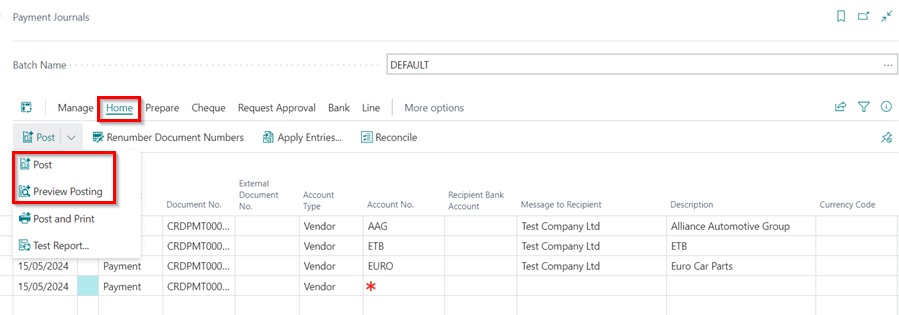 Payment Journals
Batch Name DEFAULT ...
Manage Home Prepare Cheque Request Approval Bank Line More options
Post Renumber Document Numbers Apply Entries... Reconcile
Post
Preview Posting
Post and Print
Test Report...
Document No. External Document No. Account Type Account No. Recipient Bank Account Message to Recipient Description Currency Code
CRDPMT000... Vendor AAG Test Company Ltd Alliance Automotive Group
CRDPMT000... Vendor ETB Test Company Ltd ETB
15/05/2024 Payment CRDPMT000... Vendor EURO Test Company Ltd Euro Car Parts
15/05/2024 Payment CRDPMT000... Vendor *